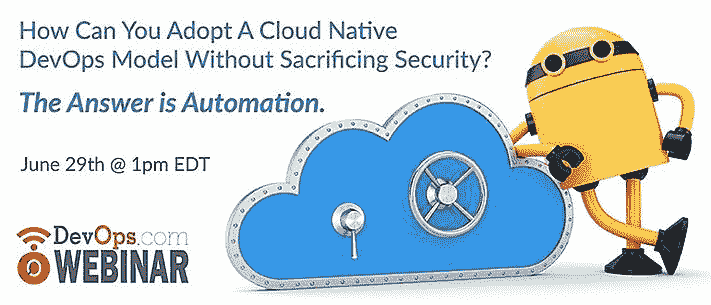 How Can You Adopt A Cloud Native
DevOps Model Without Sacrificing Security?
The Answer is Automation.
June 29th @ 1pm EDT
DevOps.com
WEBINAR